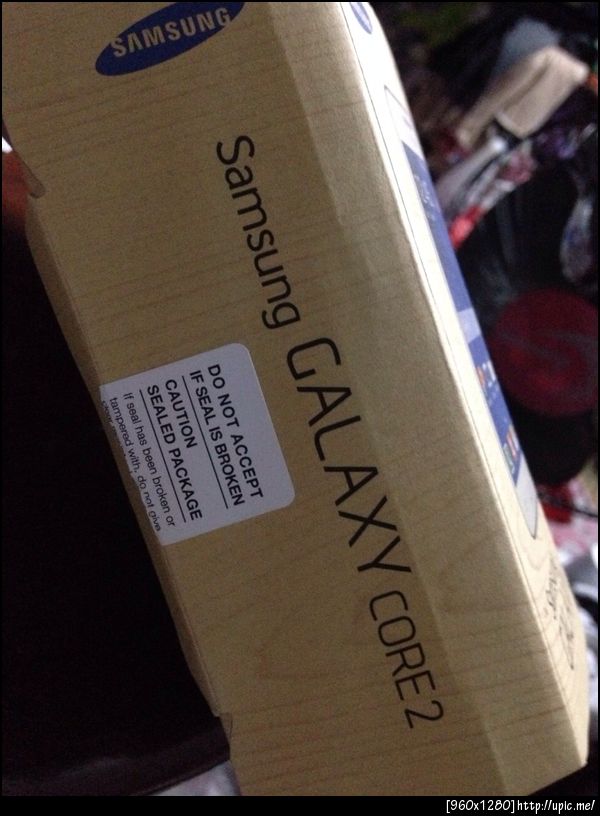 SAMSUNG
Samsung GALAXY CORE 2
DO NOT ACCEPT
IF SEAL IS BROKEN
CAUTION
SEALED PACKAGE
If seal has been broken or
tampered with, do not give
[960x1280]http://upic.me/